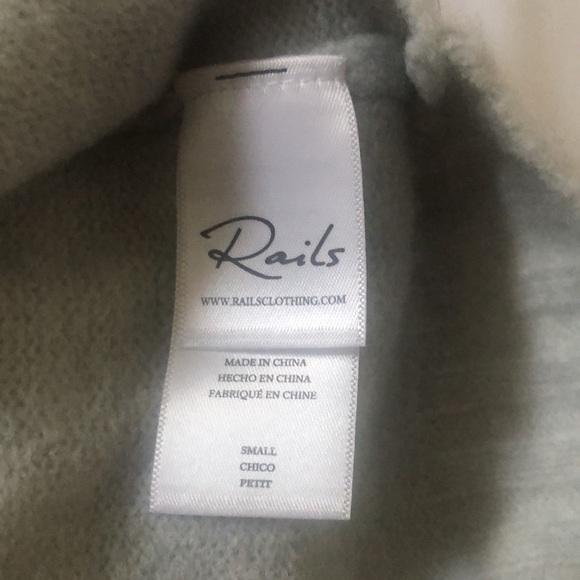 Rails
WWW.RAILSCLOTHING.COM
MADE IN CHINA
HECHO EN CHINA
FABRIQUÉ EN CHINE
SMALL
CHICO
PETIT